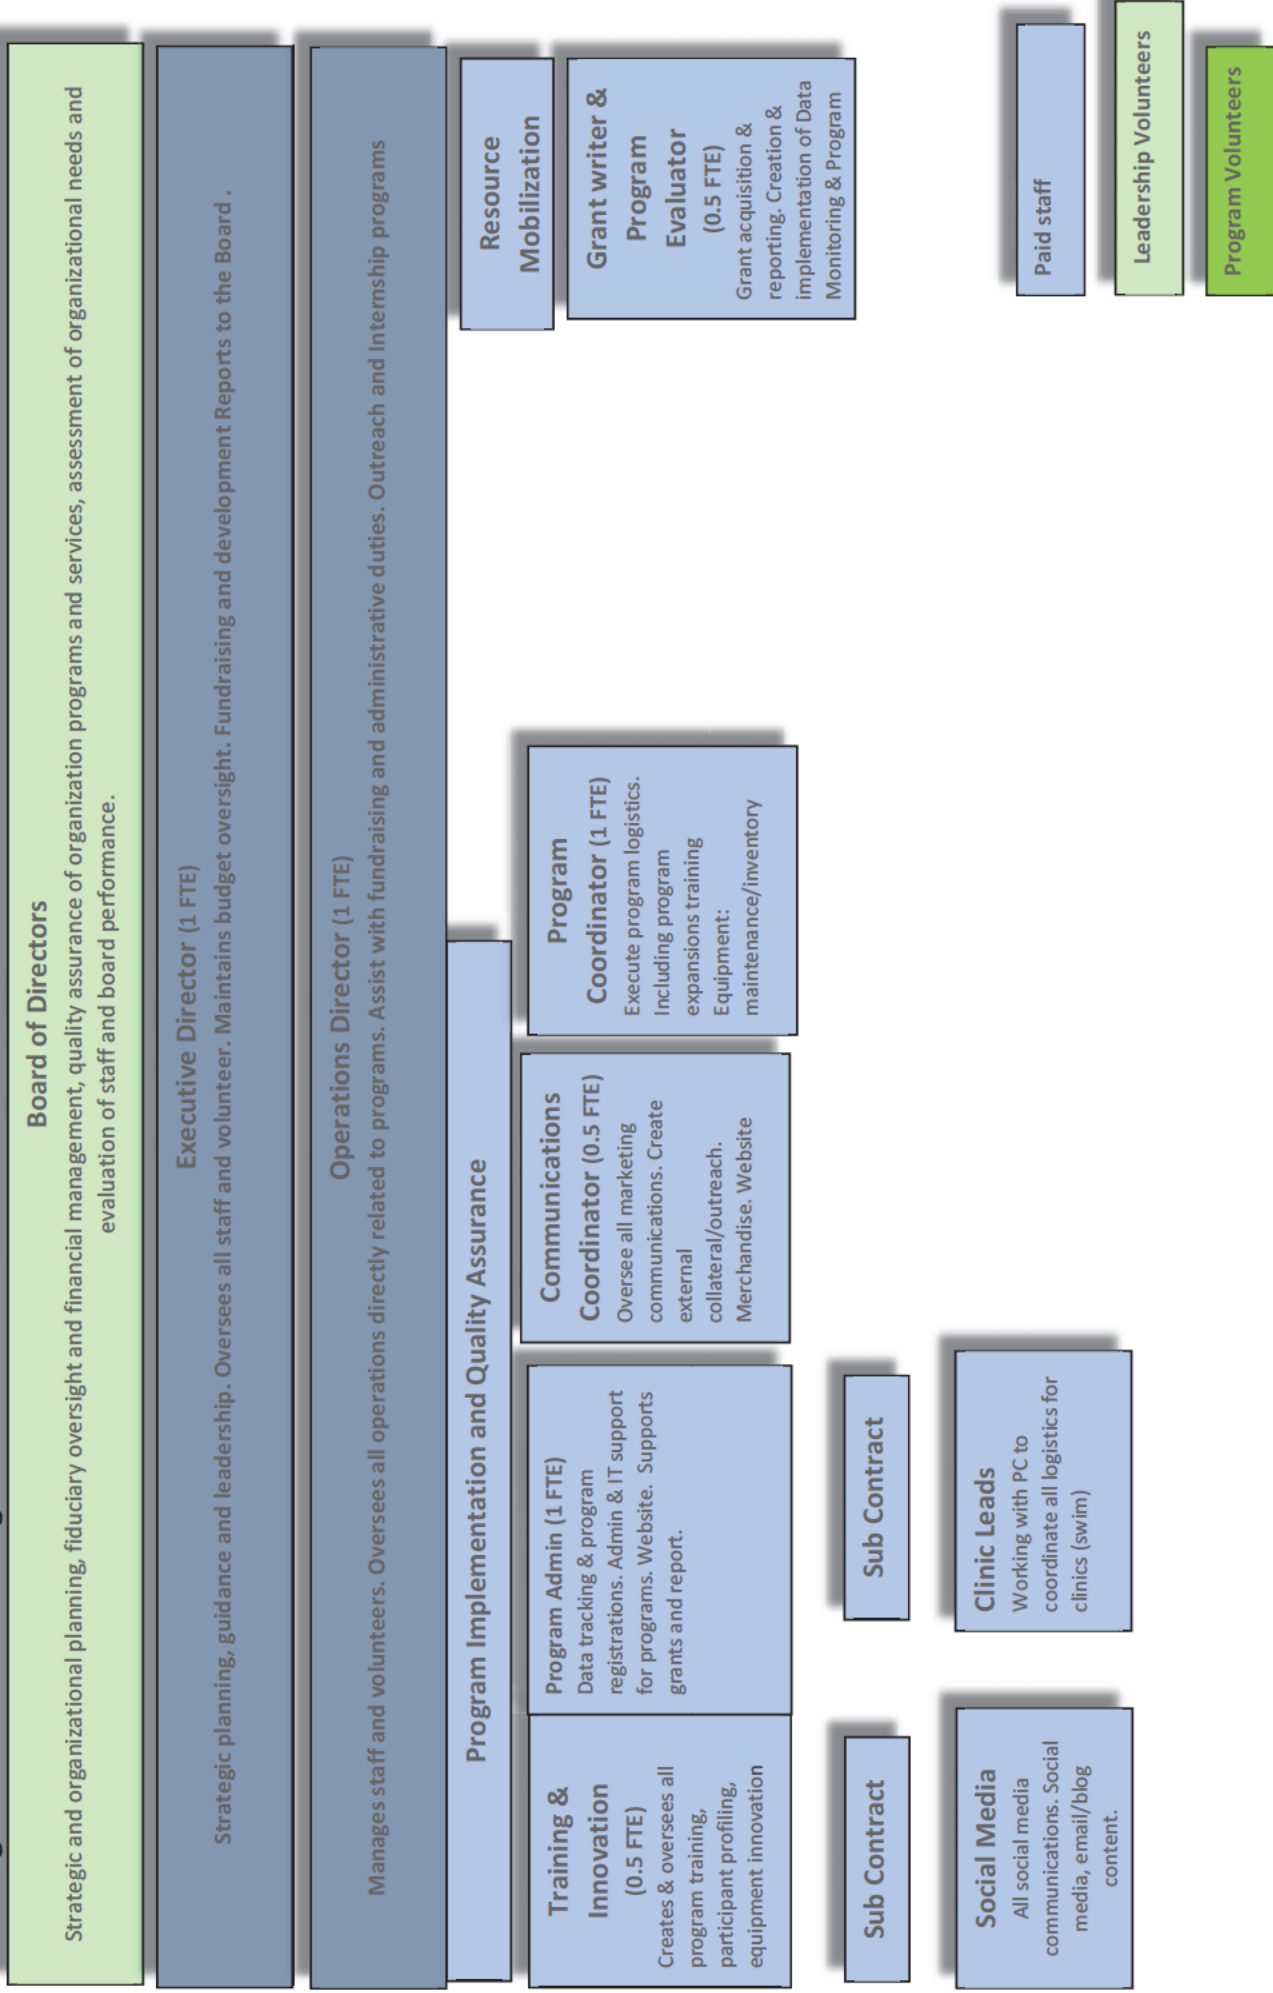 Board of Directors
Strategic and organizational planning, fiduciary oversight and financial management, quality assurance of organization programs and services, assessment of organizational needs and
evaluation of staff and board performance.
Executive Director (1 FTE)
Strategic planning, guidance and leadership. Oversees all staff and volunteer. Maintains budget oversight. Fundraising and development Reports to the Board .
Operations Director (1 FTE)
Manages staff and volunteers. Oversees all operations directly related to programs. Assist with fundraising and administrative duties. Outreach and Internship programs
Program Implementation and Quality Assurance
Resource
Mobilization
Training &
Innovation
(0.5 FTE)
Creates & oversees all
program training,
participant profiling,
equipment innovation
Program Admin (1 FTE)
Data tracking & program
registrations. Admin & IT support
for programs. Website. Supports
grants and report.
Communications
Coordinator (0.5 FTE)
Oversee all marketing
communications. Create
external
collateral/outreach.
Merchandise. Website
Program
Coordinator (1 FTE)
Execute program logistics.
Including program
expansions training
Equipment:
maintenance/inventory
Grant writer &
Program
Evaluator
(0.5 FTE)
Grant acquisition &
reporting. Creation &
implementation of Data
Monitoring & Program
Sub Contract
Sub Contract
Social Media
All social media
communications. Social
media, email/blog
content.
Clinic Leads
Working with PC to
coordinate all logistics for
clinics (swim)
Paid staff
Leadership Volunteers
Program Volunteers